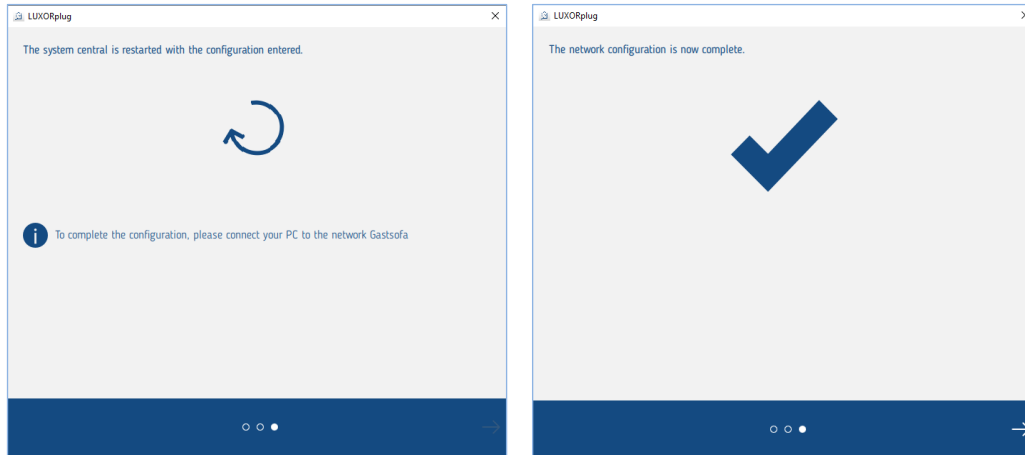 LUXORplug
The system central is restarted with the configuration entered.
i To complete the configuration, please connect your PC to the network Gastsofa
LUXORplug
The network configuration is now complete.